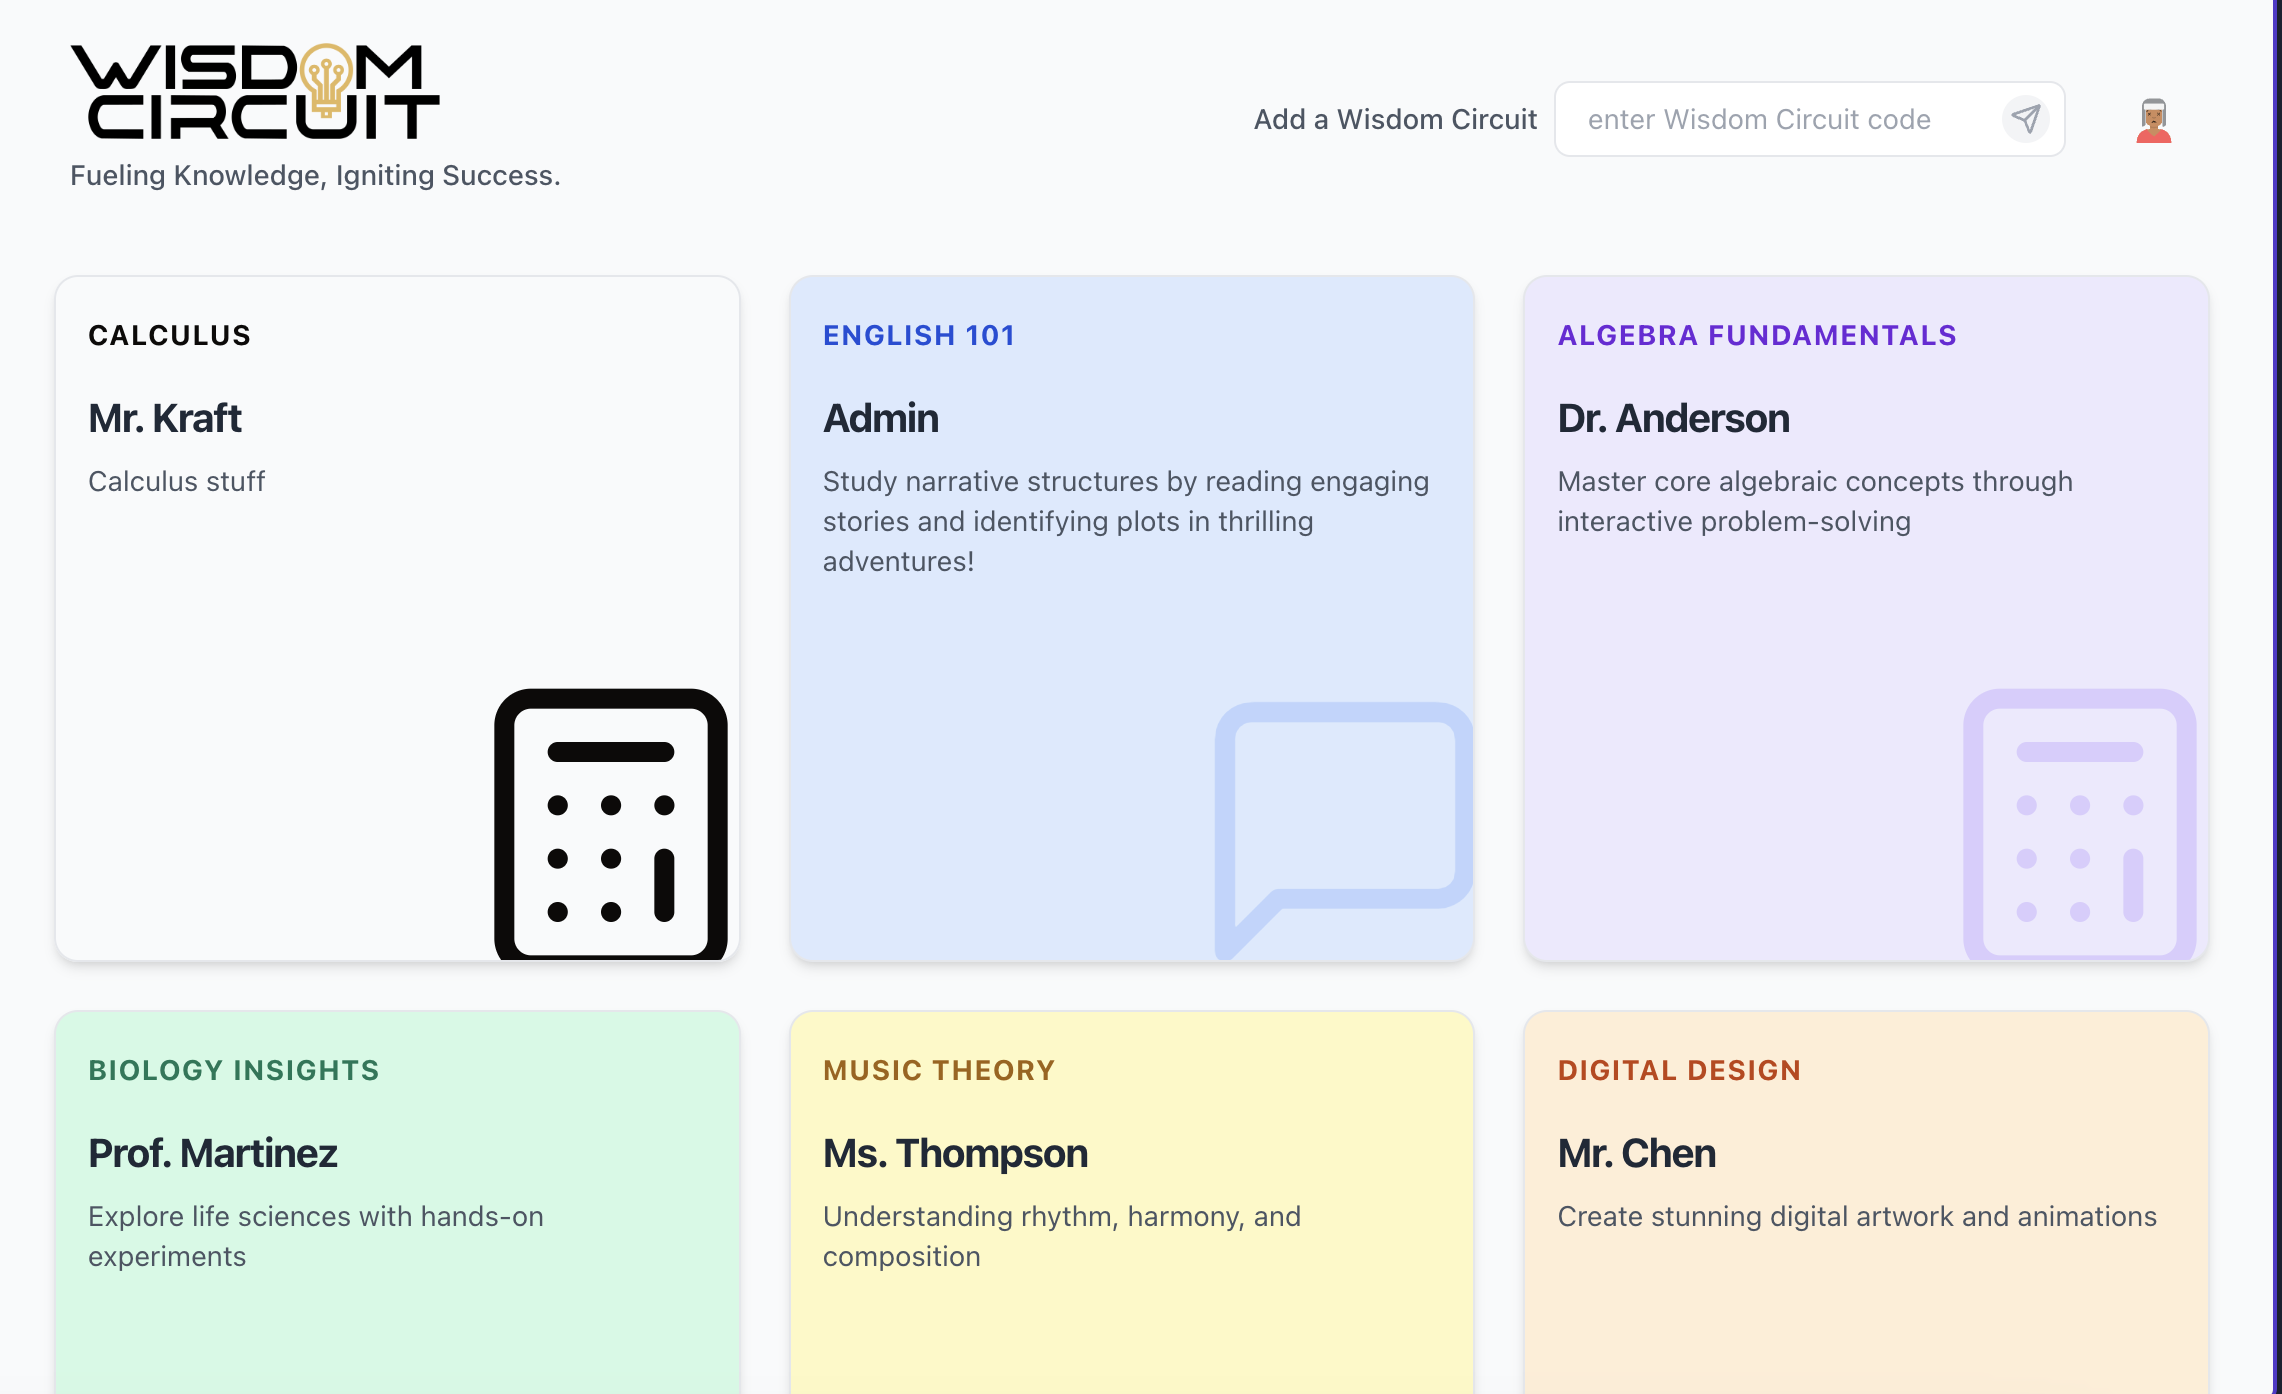 WISDOM
CIRCUIT
Fueling Knowledge, Igniting Success.
Add a Wisdom Circuit
enter Wisdom Circuit code
CALCULUS
Mr. Kraft
Calculus stuff
ENGLISH 101
Admin
Study narrative structures by reading engaging
stories and identifying plots in thrilling
adventures!
ALGEBRA FUNDAMENTALS
Dr. Anderson
Master core algebraic concepts through
interactive problem-solving
BIOLOGY INSIGHTS
Prof. Martinez
Explore life sciences with hands-on
experiments
MUSIC THEORY
Ms. Thompson
Understanding rhythm, harmony, and
composition
DIGITAL DESIGN
Mr. Chen
Create stunning digital artwork and animations